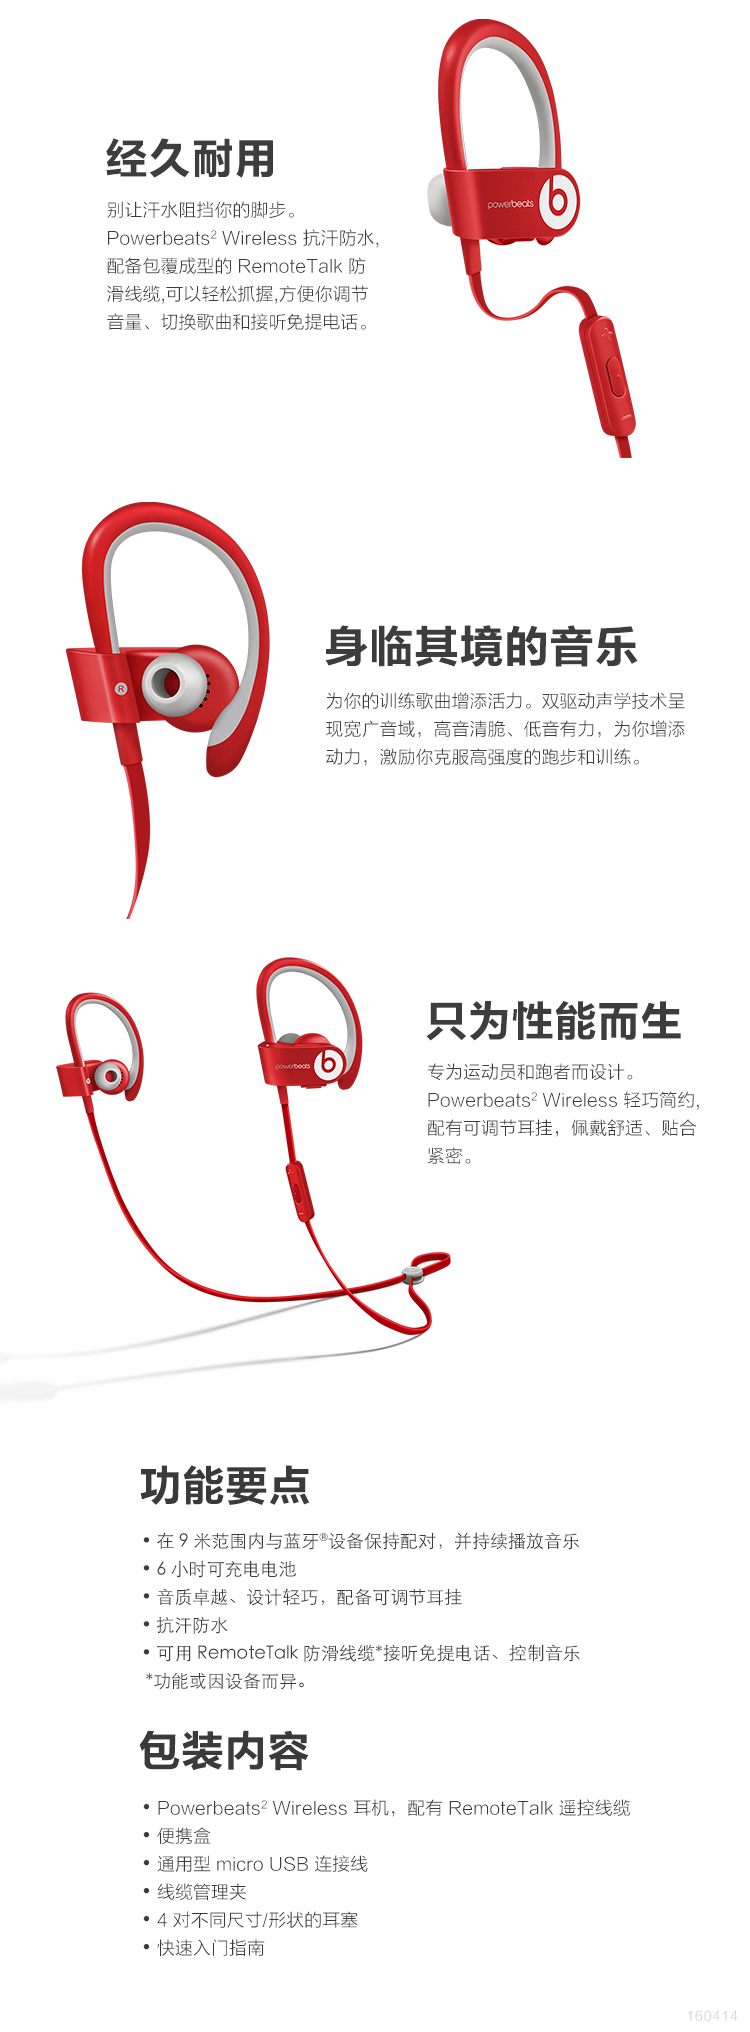 经久耐用
别让汗水阻挡你的脚步。
Powerbeats² Wireless 抗汗防水,
配备包覆成型的 RemoteTalk 防
滑线缆,可以轻松抓握,方便你调节
音量、切换歌曲和接听免提电话。
powerbeats
身临其境的音乐
为你的训练歌曲增添活力。双驱动声学技术呈
现宽广音域，高音清脆、低音有力，为你增添
动力，激励你克服高强度的跑步和训练。
R
只为性能而生
专为运动员和跑者而设计。
Powerbeats² Wireless 轻巧简约,
配有可调节耳挂，佩戴舒适、贴合
紧密。
powerbeats
功能要点
• 在 9 米范围内与蓝牙®设备保持配对，并持续播放音乐
• 6 小时可充电电池
• 音质卓越、设计轻巧，配备可调节耳挂
• 抗汗防水
• 可用 RemoteTalk 防滑线缆*接听免提电话、控制音乐
*功能或因设备而异。
包装内容
• Powerbeats² Wireless 耳机，配有 RemoteTalk 遥控线缆
• 便携盒
• 通用型 micro USB 连接线
• 线缆管理夹
• 4 对不同尺寸/形状的耳塞
• 快速入门指南
160414